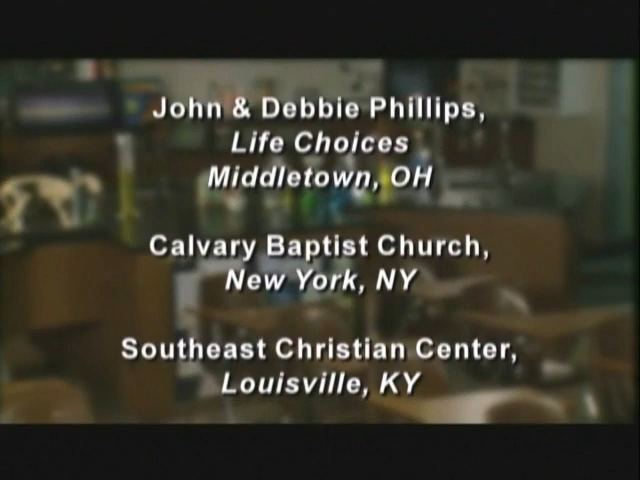 John & Debbie Phillips,
Life Choices
Middletown, OH
Calvary Baptist Church,
New York, NY
Southeast Christian Center,
Louisville, KY